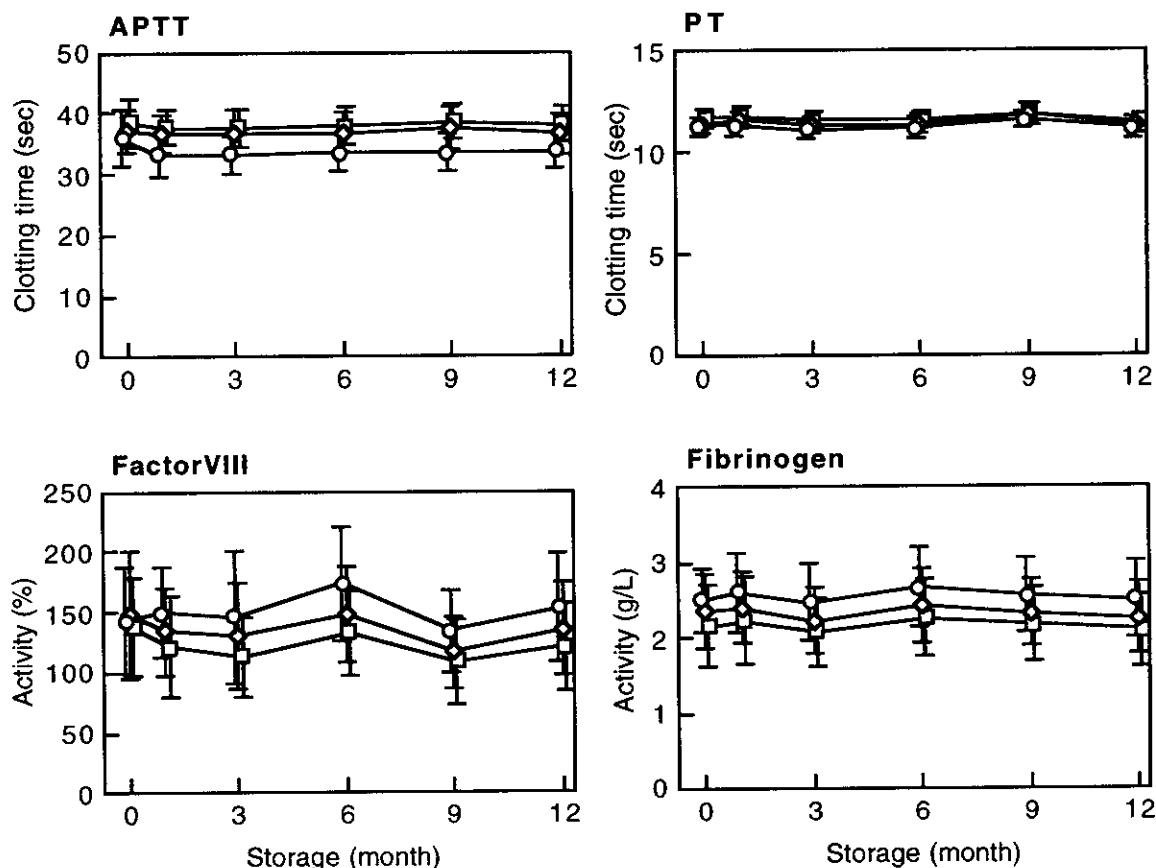 APTT
50
40
30
20
10
0
Clotting time (sec)
0 3 6 9 12
PT
15
10
5
0
Clotting time (sec)
0 3 6 9 12
FactorVIII
250
200
150
100
50
0
Activity (%)
0 3 6 9 12
Storage (month)
Fibrinogen
4
3
2
1
0
Activity (g/L)
0 3 6 9 12
Storage (month)